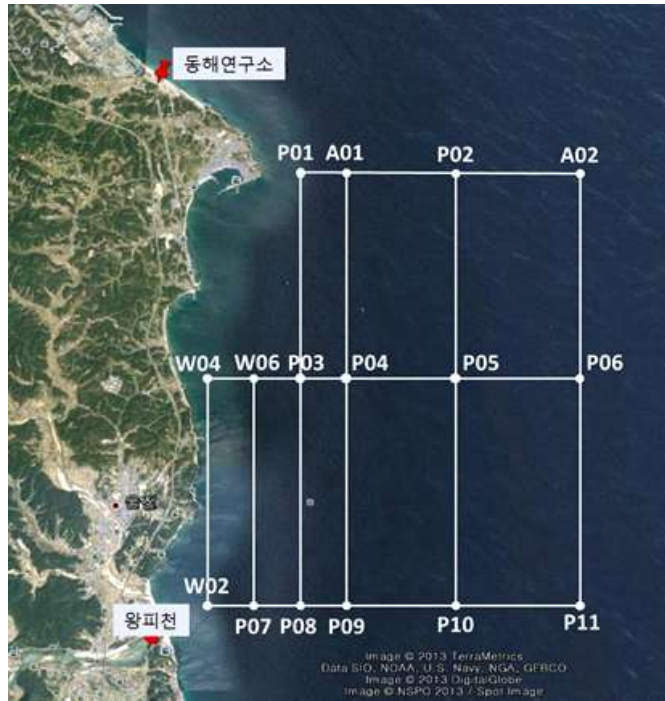 동해연구소
P01 A01 P02 A02
W04 W06 P03 P04 P05 P06
울진
W02
P07 P08 P09 P10 P11
왕피천
Image © 2013 TerraMetrics
Data SIO, NOAA, U.S. Navy, NGA, GEBCO
Image © 2013 DigitalGlobe
Image © NSPO 2013 / Spot Image